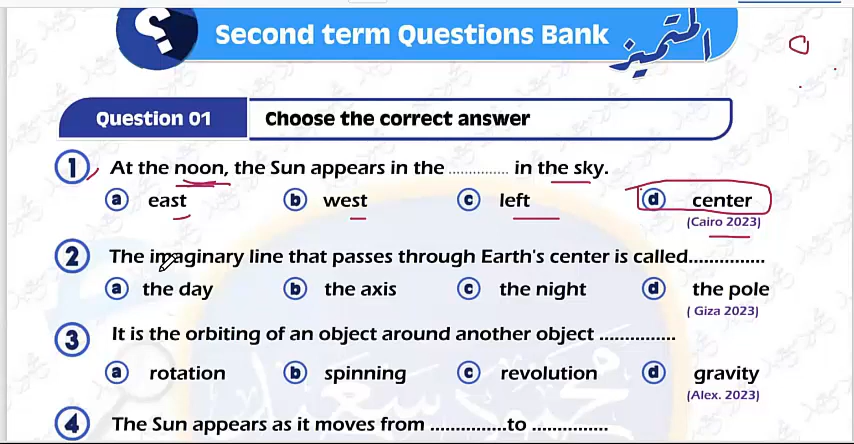 Second term Questions Bank
المتميز
Question 01 Choose the correct answer
1 At the noon, the Sun appears in the ............... in the sky.
a east b west c left d center
(Cairo 2023)
2 The imaginary line that passes through Earth's center is called...............
a the day b the axis c the night d the pole
( Giza 2023)
3 It is the orbiting of an object around another object ...............
a rotation b spinning c revolution d gravity
(Alex. 2023)
4 The Sun appears as it moves from ...............to ...............